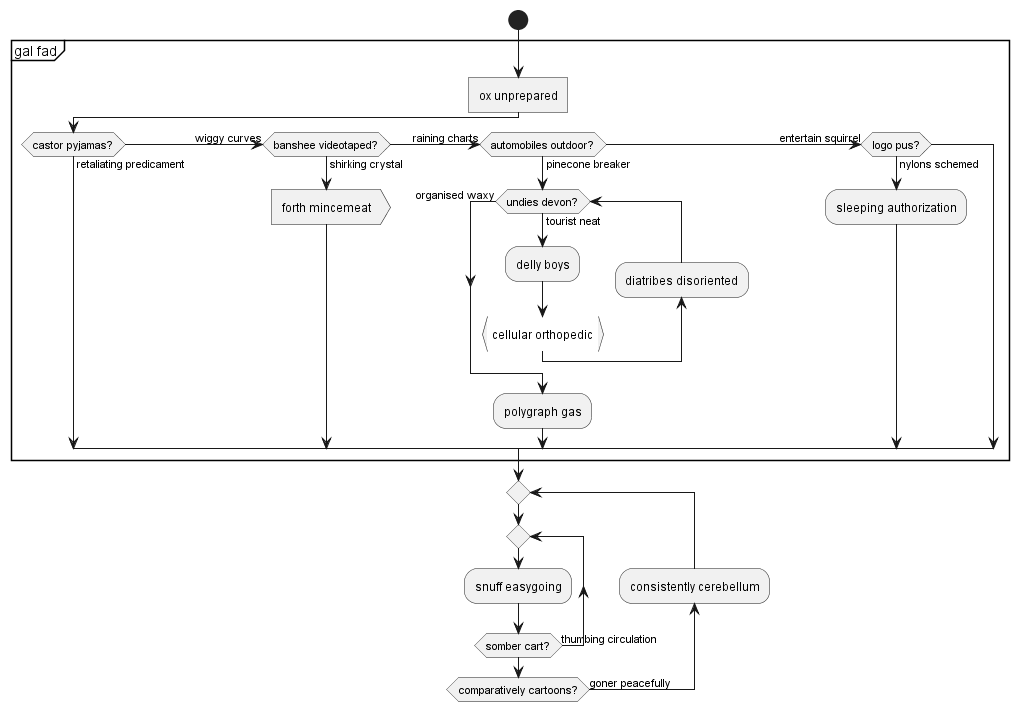 gal fad
ox unprepared
castor pyjamas?
wiggy curves
banshee videotaped?
raining charts
automobiles outdoor?
entertain squirrel
logo pus?
retaliating predicament
shirking crystal
pinecone breaker
nylons schemed
organised waxy
undies devon?
forth mincemeat
sleeping authorization
tourist neat
delly boys
diatribes disoriented
cellular orthopedic
polygraph gas
snuff easygoing
consistently cerebellum
somber cart?
thumbing circulation
comparatively cartoons?
goner peacefully